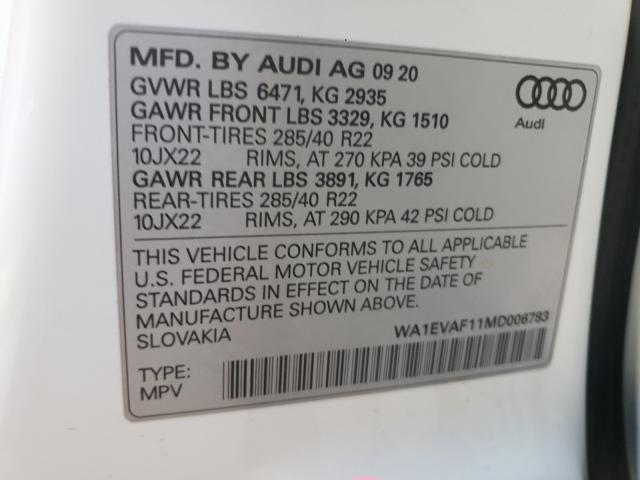 MFD. BY AUDI AG 09 20
GVWR LBS 6471, KG 2935
GAWR FRONT LBS 3329, KG 1510
FRONT-TIRES 285/40 R22
10JX22 RIMS, AT 270 KPA 39 PSI COLD
GAWR REAR LBS 3891, KG 1765
REAR-TIRES 285/40 R22
10JX22 RIMS, AT 290 KPA 42 PSI COLD
Audi
THIS VEHICLE CONFORMS TO ALL APPLICABLE
U.S. FEDERAL MOTOR VEHICLE SAFETY
STANDARDS IN EFFECT ON THE DATE OF
MANUFACTURE SHOWN ABOVE.
SLOVAKIA
WA1EVAF11MD006783
TYPE:
MPV